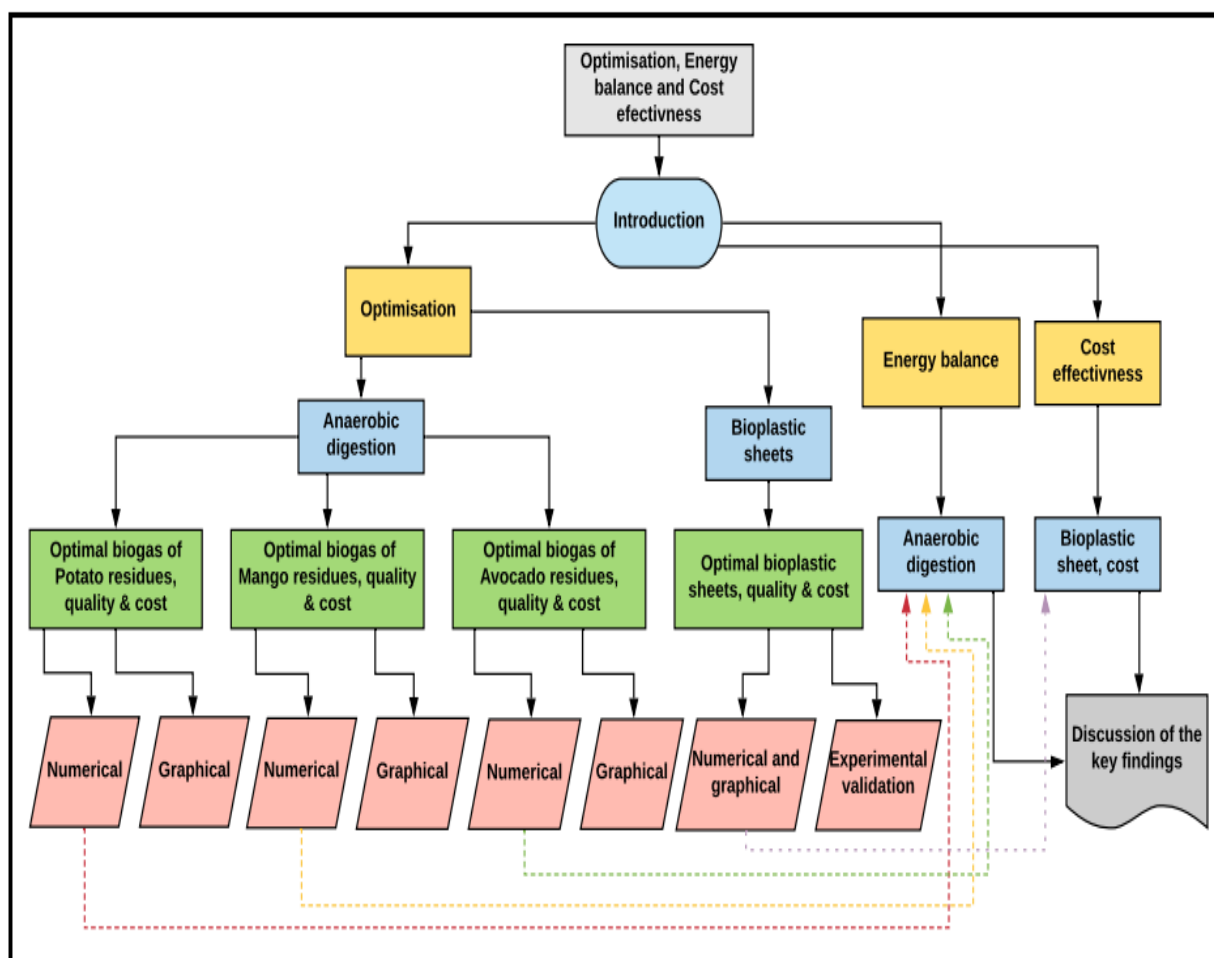 Optimisation, Energy
balance and Cost
efectivness
Introduction
Optimisation
Energy balance
Cost
effectivness
Anaerobic
digestion
Bioplastic
sheets
Optimal biogas of
Potato residues,
quality & cost
Optimal biogas of
Mango residues, quality
& cost
Optimal biogas of
Avocado residues,
quality & cost
Optimal bioplastic
sheets, quality & cost
Anaerobic
digestion
Bioplastic
sheet, cost
Numerical
Graphical
Numerical
Graphical
Numerical
Graphical
Numerical and
graphical
Experimental
validation
Discussion of the
key findings